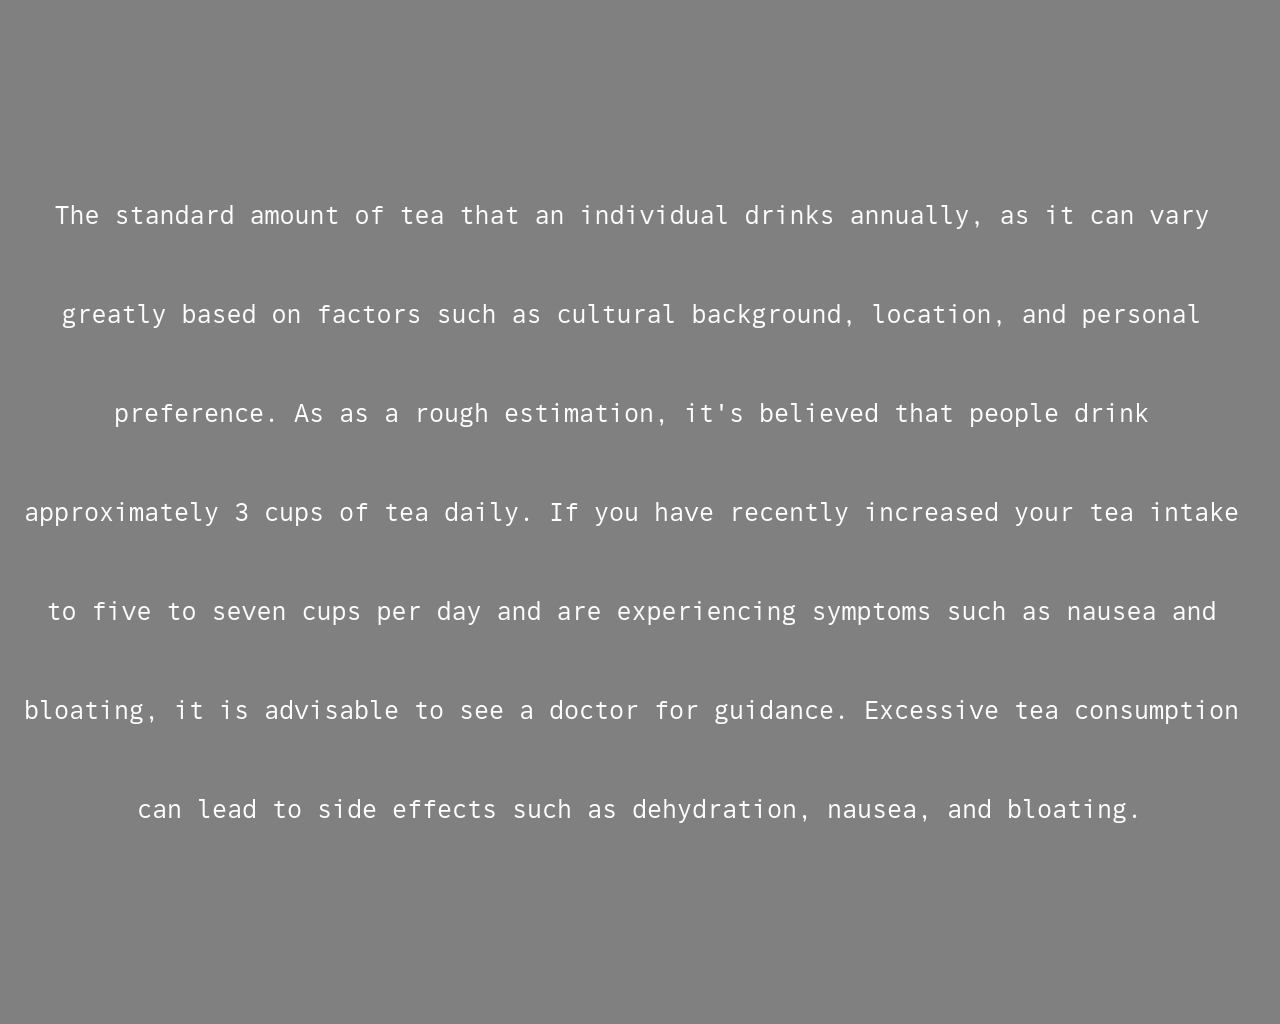 The standard amount of tea that an individual drinks annually, as it can vary
greatly based on factors such as cultural background, location, and personal
preference. As as a rough estimation, it's believed that people drink
approximately 3 cups of tea daily. If you have recently increased your tea intake
to five to seven cups per day and are experiencing symptoms such as nausea and
bloating, it is advisable to see a doctor for guidance. Excessive tea consumption
can lead to side effects such as dehydration, nausea, and bloating.